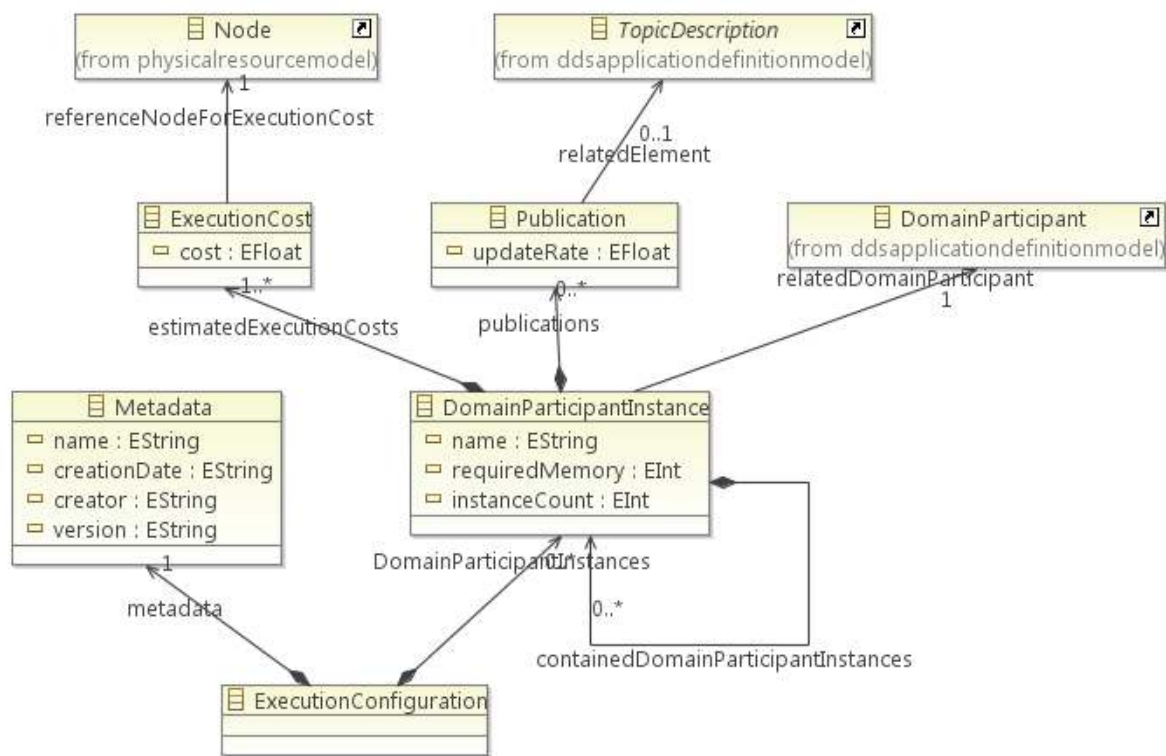 Node
(from physicalresourcemodel)
TopicDescription
(from ddsapplicationdefinitionmodel)
1
referenceNodeForExecutionCost
0..1
relatedElement
ExecutionCost
cost : EFloat
Publication
updateRate : EFloat
DomainParticipant
(from ddsapplicationdefinitionmodel)
relatedDomainParticipant
1
1..*
estimatedExecutionCosts
0..*
publications
Metadata
name : EString
creationDate : EString
creator : EString
version : EString
DomainParticipantInstance
name : EString
requiredMemory : EInt
instanceCount : EInt
1
metadata
DomainParticipantInstances
0..*
0..*
containedDomainParticipantInstances
ExecutionConfiguration